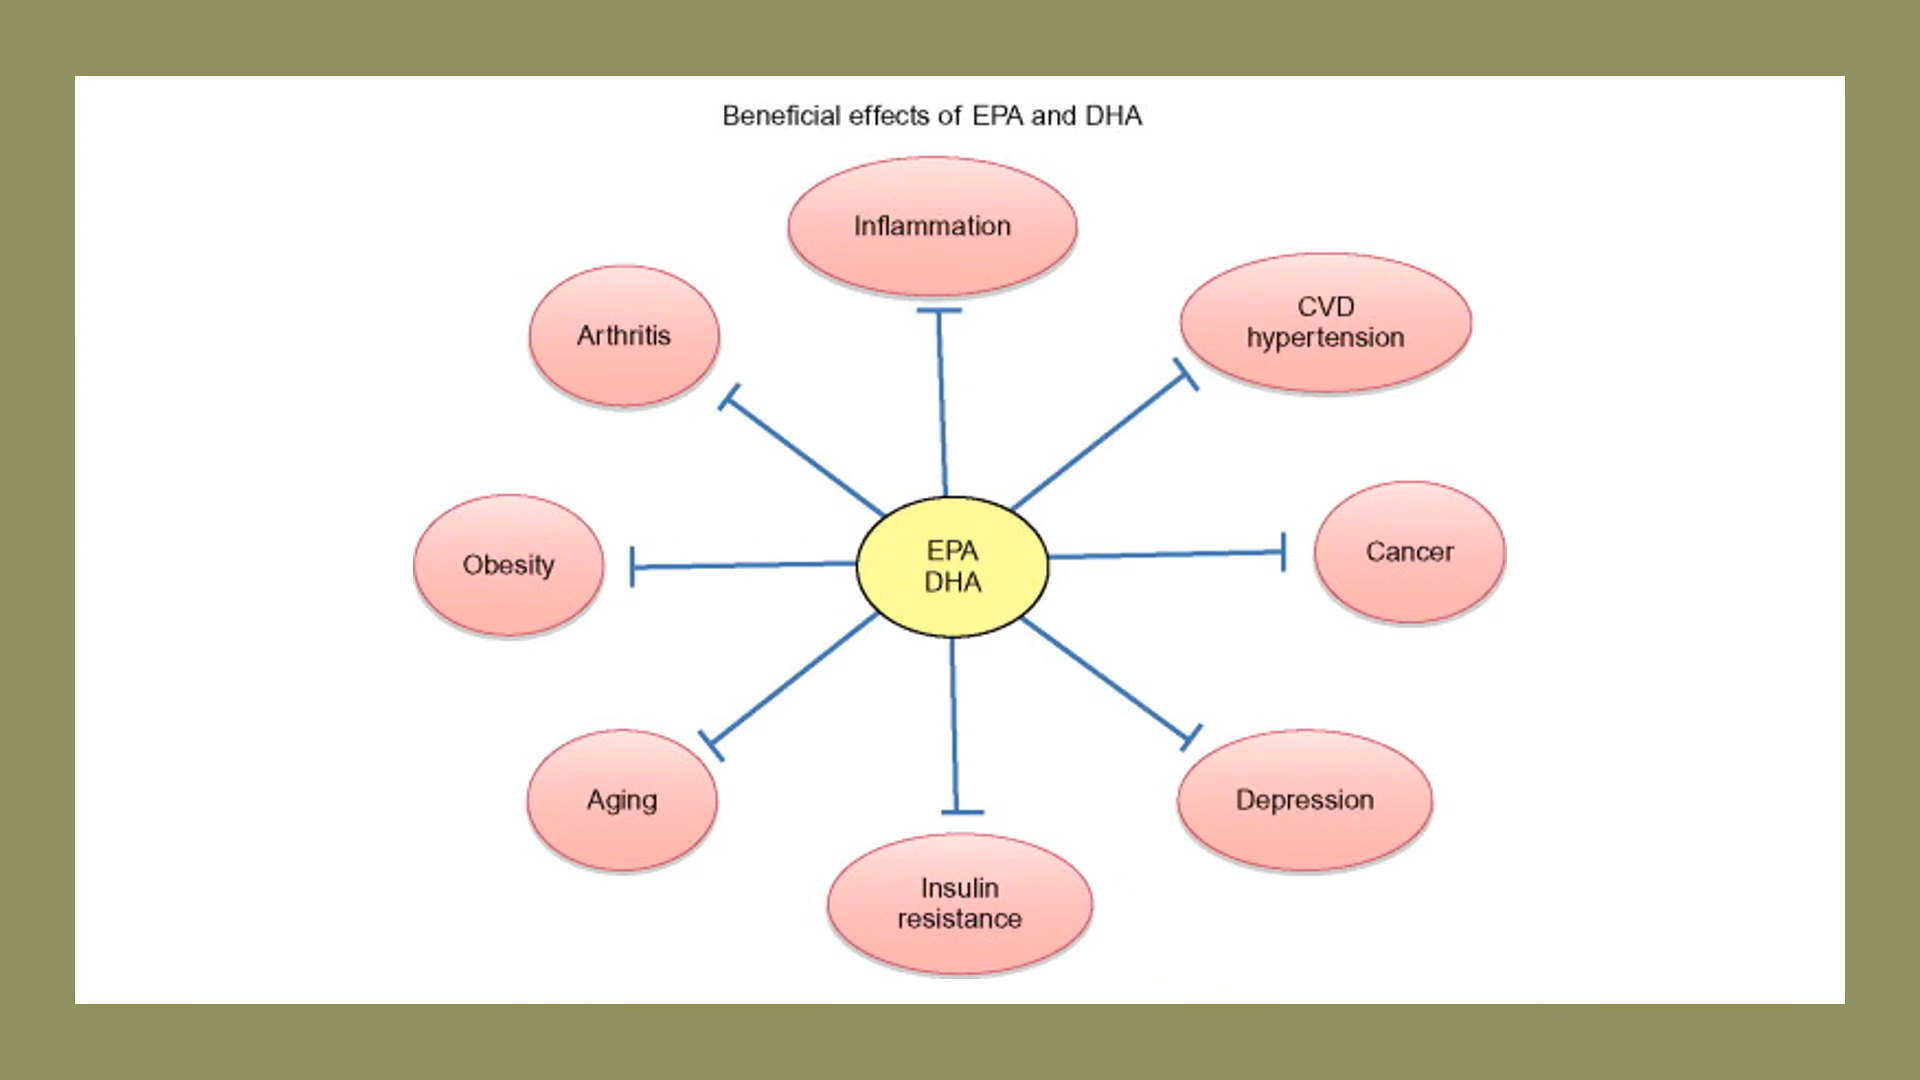 Beneficial effects of EPA and DHA
Inflammation
Arthritis
CVD
hypertension
Obesity
EPA
DHA
Cancer
Aging
Depression
Insulin
resistance